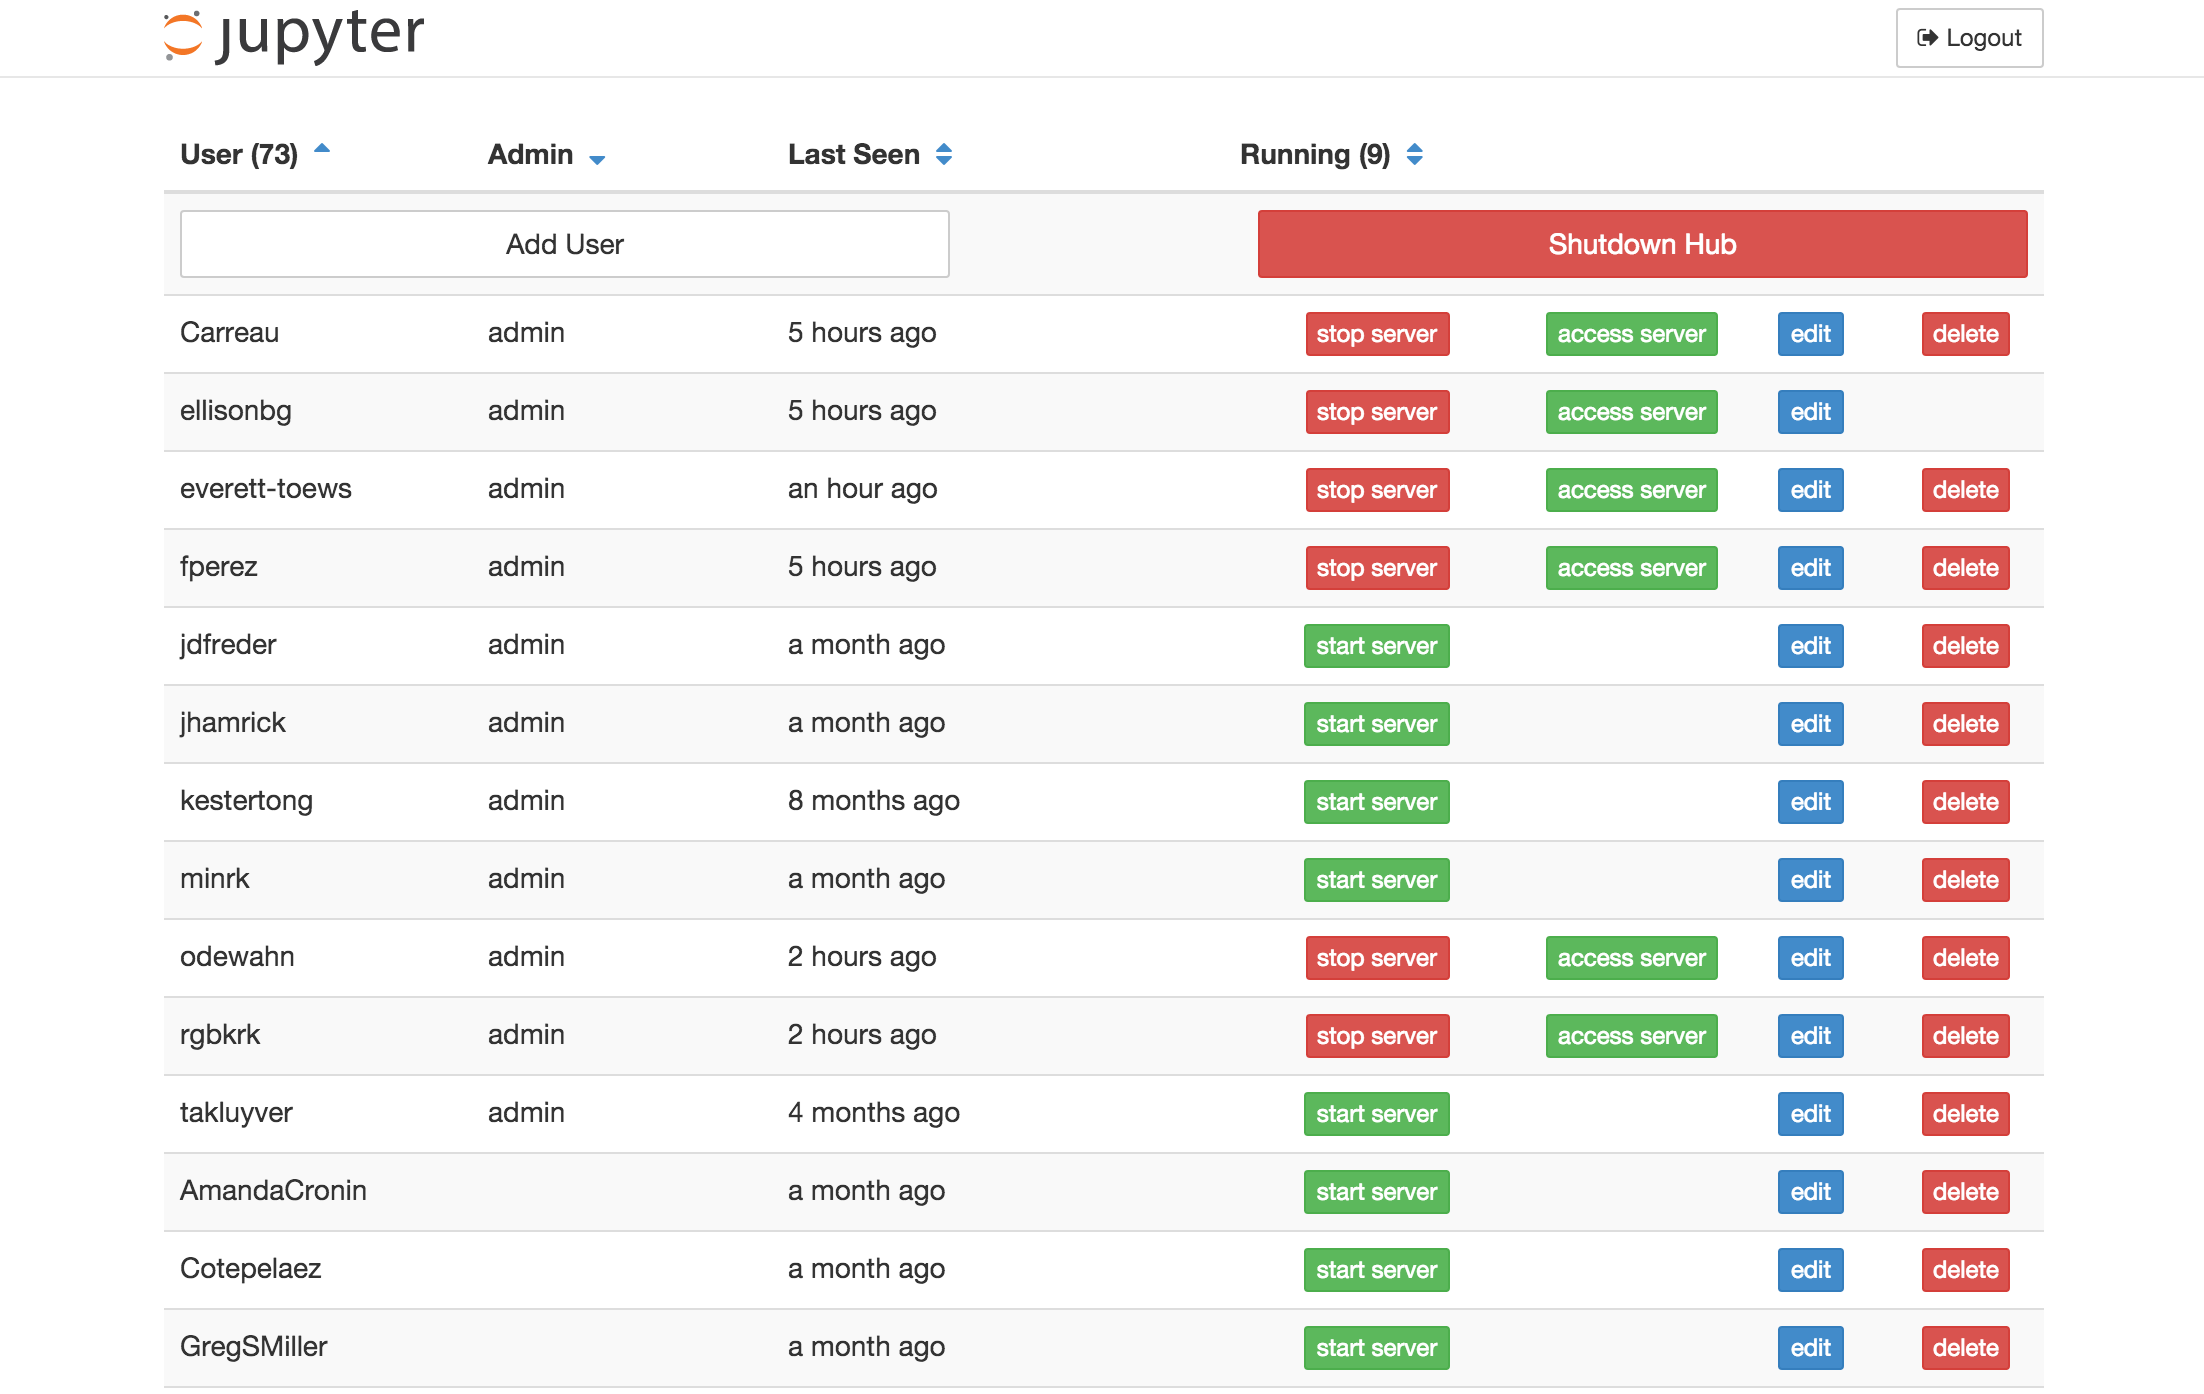 jupyter Logout
User (73) Admin Last Seen Running (9)
Add User Shutdown Hub
Carreau admin 5 hours ago stop server access server edit delete
ellisonbg admin 5 hours ago stop server access server edit
everett-toews admin an hour ago stop server access server edit delete
fperez admin 5 hours ago stop server access server edit delete
jdfreder admin a month ago start server edit delete
jhamrick admin a month ago start server edit delete
kestertong admin 8 months ago start server edit delete
minrk admin a month ago start server edit delete
odewahn admin 2 hours ago stop server access server edit delete
rgbkrk admin 2 hours ago stop server access server edit delete
takluyver admin 4 months ago start server edit delete
AmandaCronin a month ago start server edit delete
Cotepelaez a month ago start server edit delete
GregSMiller a month ago start server edit delete